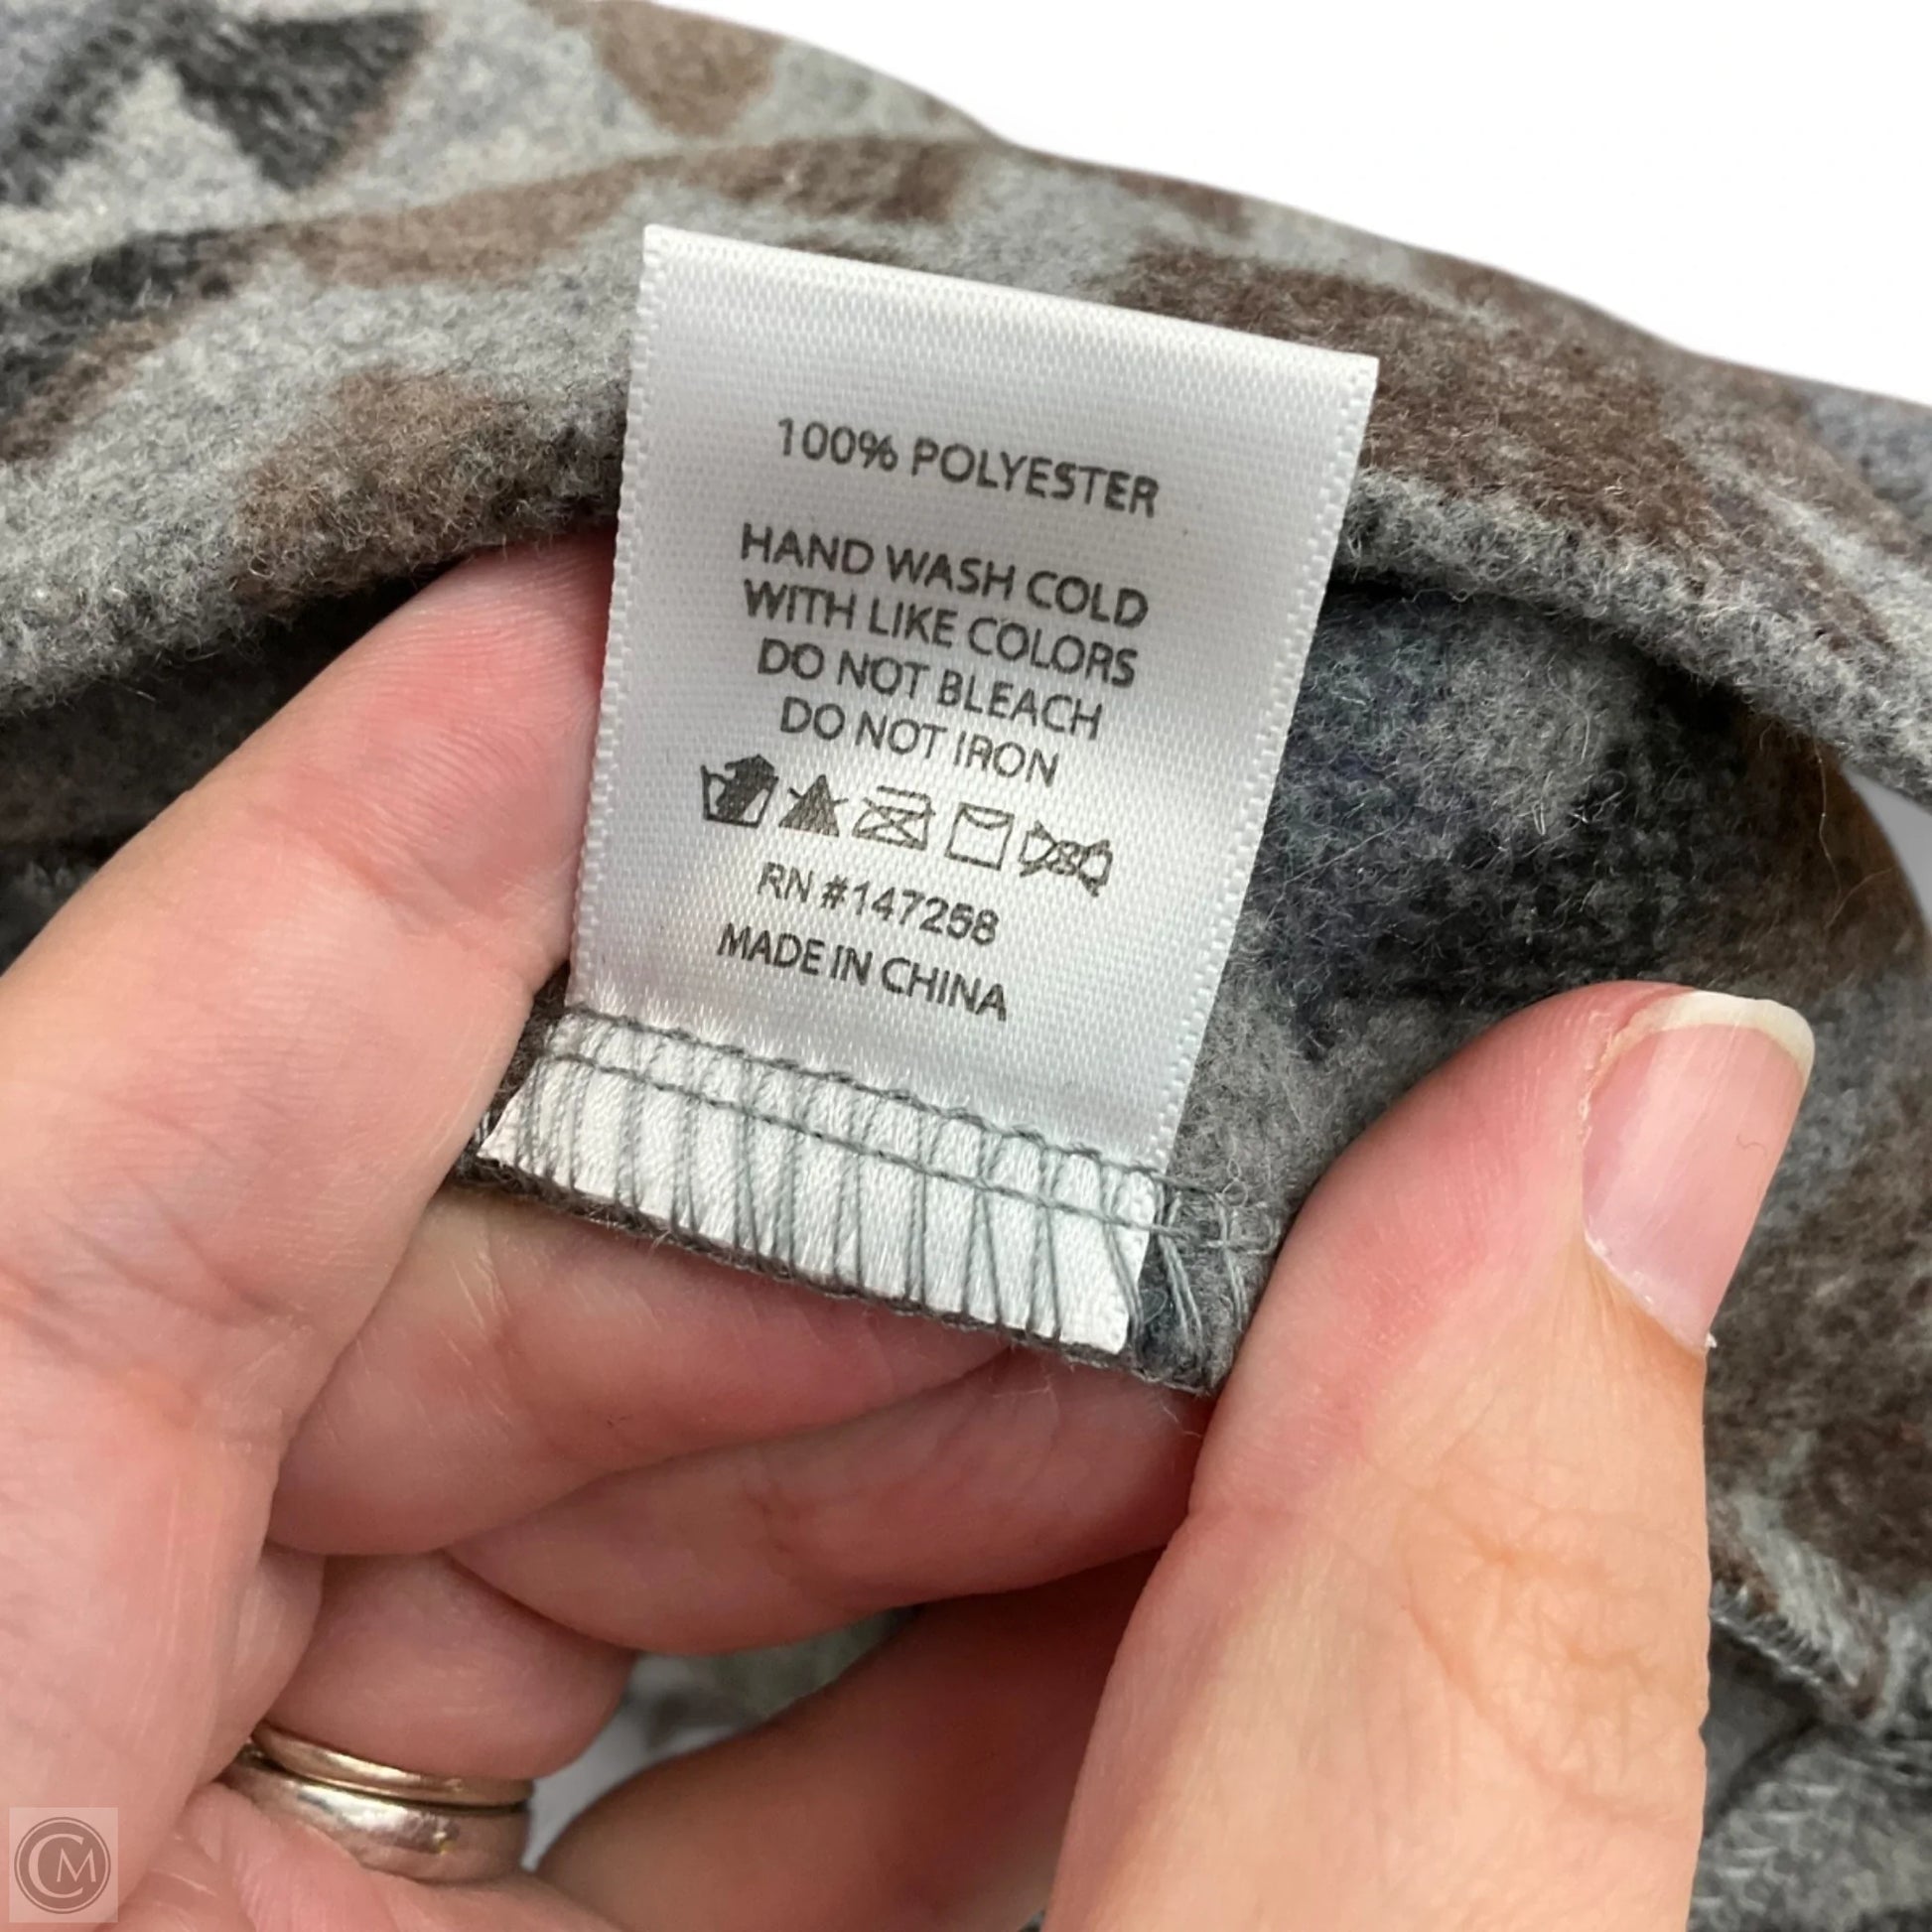 100% POLYESTER
HAND WASH COLD
WITH LIKE COLORS
DO NOT BLEACH
DO NOT IRON
RN #147258
MADE IN CHINA
CM